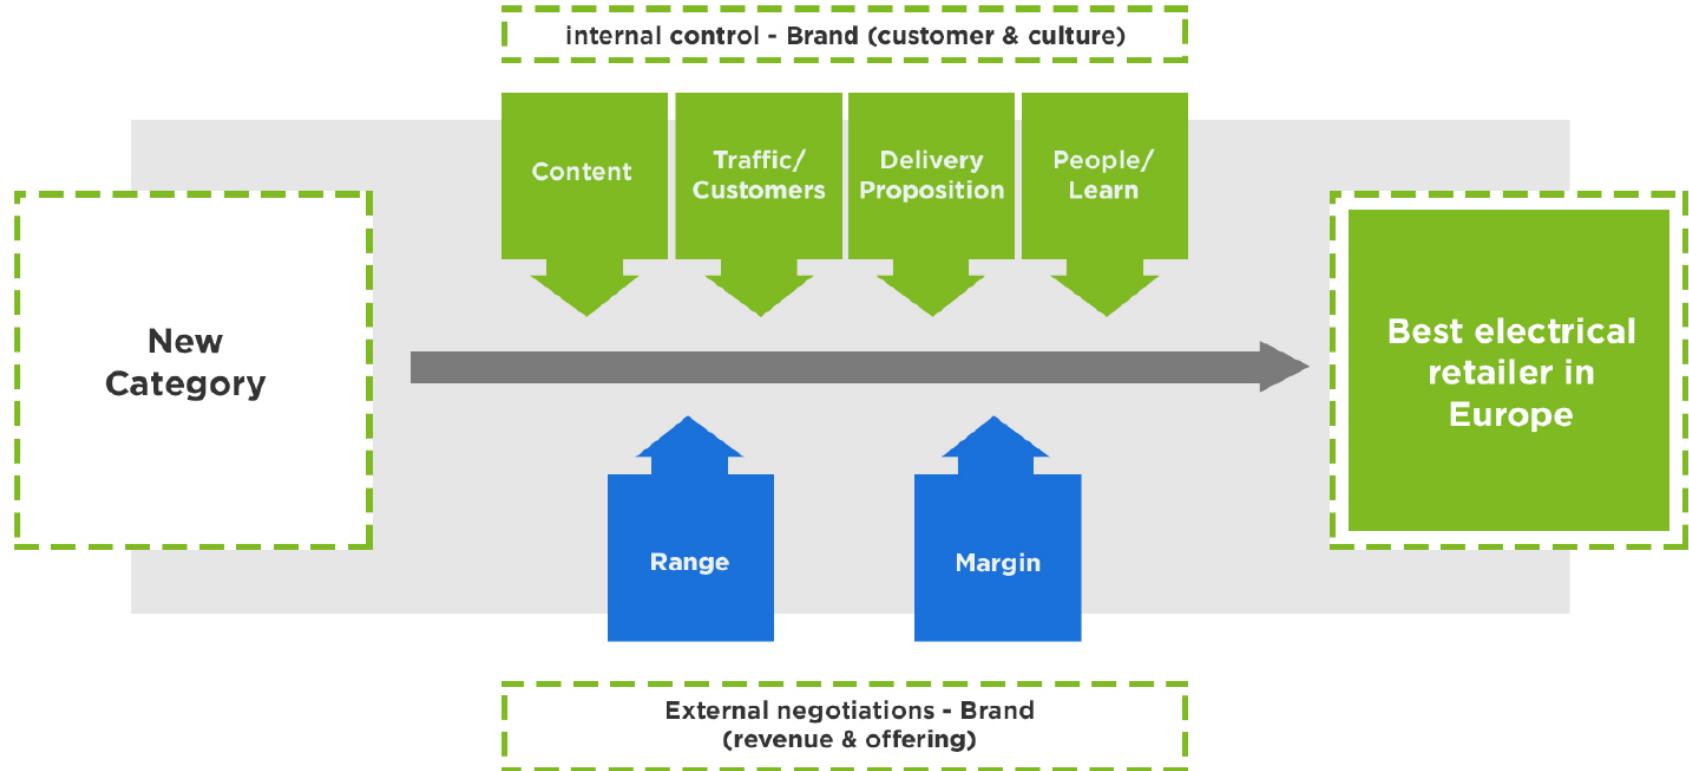 internal control - Brand (customer & culture)
Content
Traffic/
Customers
Delivery
Proposition
People/
Learn
New
Category
Best electrical
retailer in
Europe
Range
Margin
External negotiations - Brand
(revenue & offering)